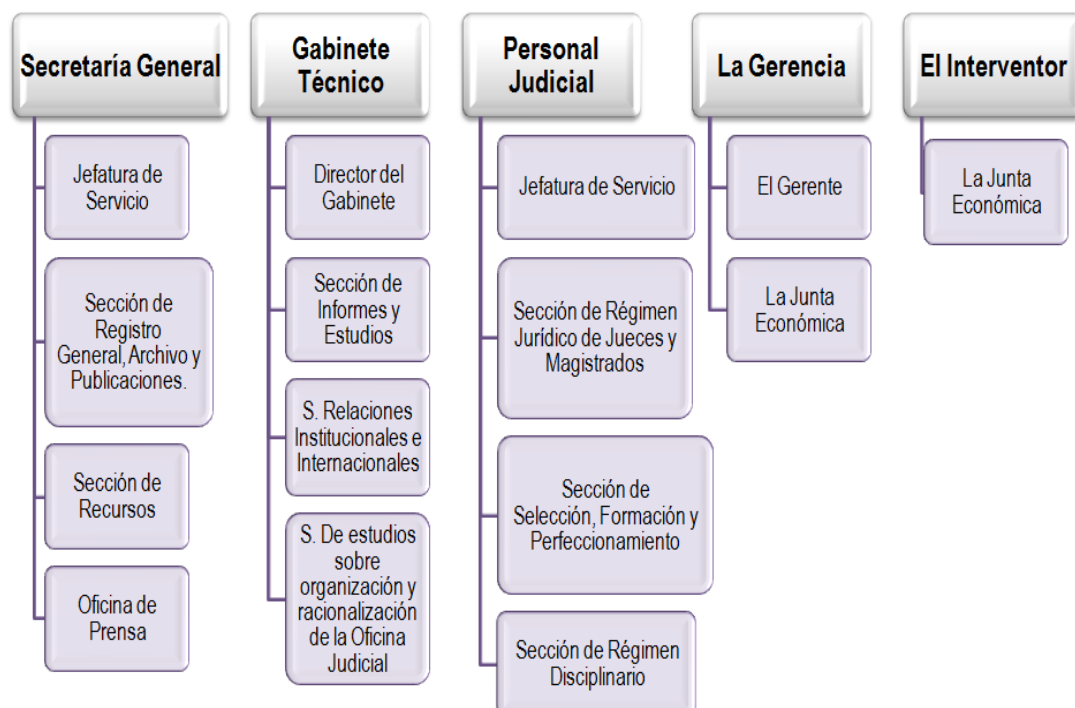 Secretaría General
Jefatura de
Servicio
Sección de
Registro
General, Archivo y
Publicaciones.
Sección de
Recursos
Oficina de
Prensa
Gabinete
Técnico
Director del
Gabinete
Sección de
Informes y
Estudios
S. Relaciones
Institucionales e
Internacionales
S. De estudios
sobre
organización y
racionalización
de la Oficina
Judicial
Personal
Judicial
Jefatura de Servicio
Sección de Régimen
Jurídico de Jueces y
Magistrados
Sección de
Selección, Formación y
Perfeccionamiento
Sección de Régimen
Disciplinario
La Gerencia
El Gerente
La Junta
Económica
El Interventor
La Junta
Económica